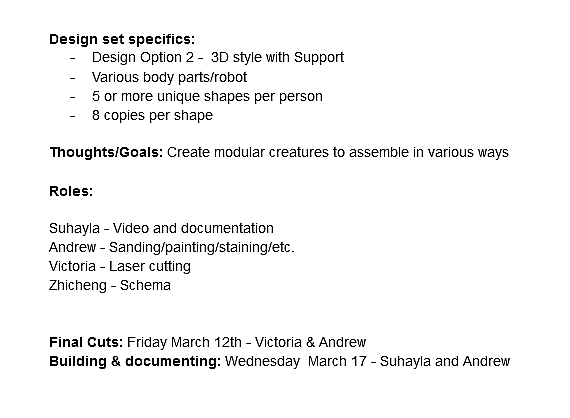 Design set specifics:
- Design Option 2 - 3D style with Support
- Various body parts/robot
- 5 or more unique shapes per person
- 8 copies per shape
Thoughts/Goals: Create modular creatures to assemble in various ways
Roles:
Suhayla - Video and documentation
Andrew - Sanding/painting/staining/etc.
Victoria - Laser cutting
Zhicheng - Schema
Final Cuts: Friday March 12th - Victoria & Andrew
Building & documenting: Wednesday  March 17 - Suhayla and Andrew